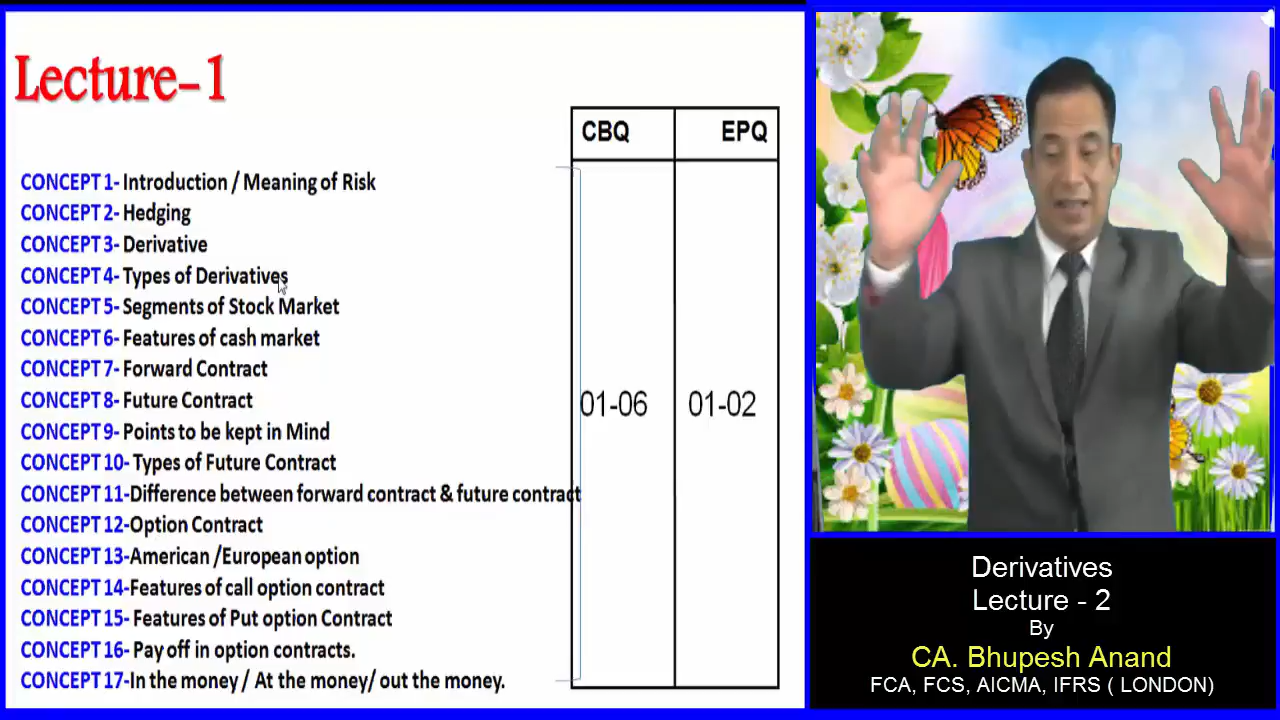 Lecture-1
CBQ EPQ
CONCEPT 1- Introduction / Meaning of Risk
CONCEPT 2- Hedging
CONCEPT 3- Derivative
CONCEPT 4- Types of Derivatives
CONCEPT 5- Segments of Stock Market
CONCEPT 6- Features of cash market
CONCEPT 7- Forward Contract
CONCEPT 8- Future Contract
CONCEPT 9- Points to be kept in Mind
CONCEPT 10- Types of Future Contract
CONCEPT 11-Difference between forward contract & future contract
CONCEPT 12-Option Contract
CONCEPT 13-American /European option
CONCEPT 14-Features of call option contract
CONCEPT 15- Features of Put option Contract
CONCEPT 16- Pay off in option contracts.
CONCEPT 17-In the money / At the money/ out the money.
01-06 01-02
Derivatives
Lecture - 2
By
CA. Bhupesh Anand
FCA, FCS, AICMA, IFRS ( LONDON)